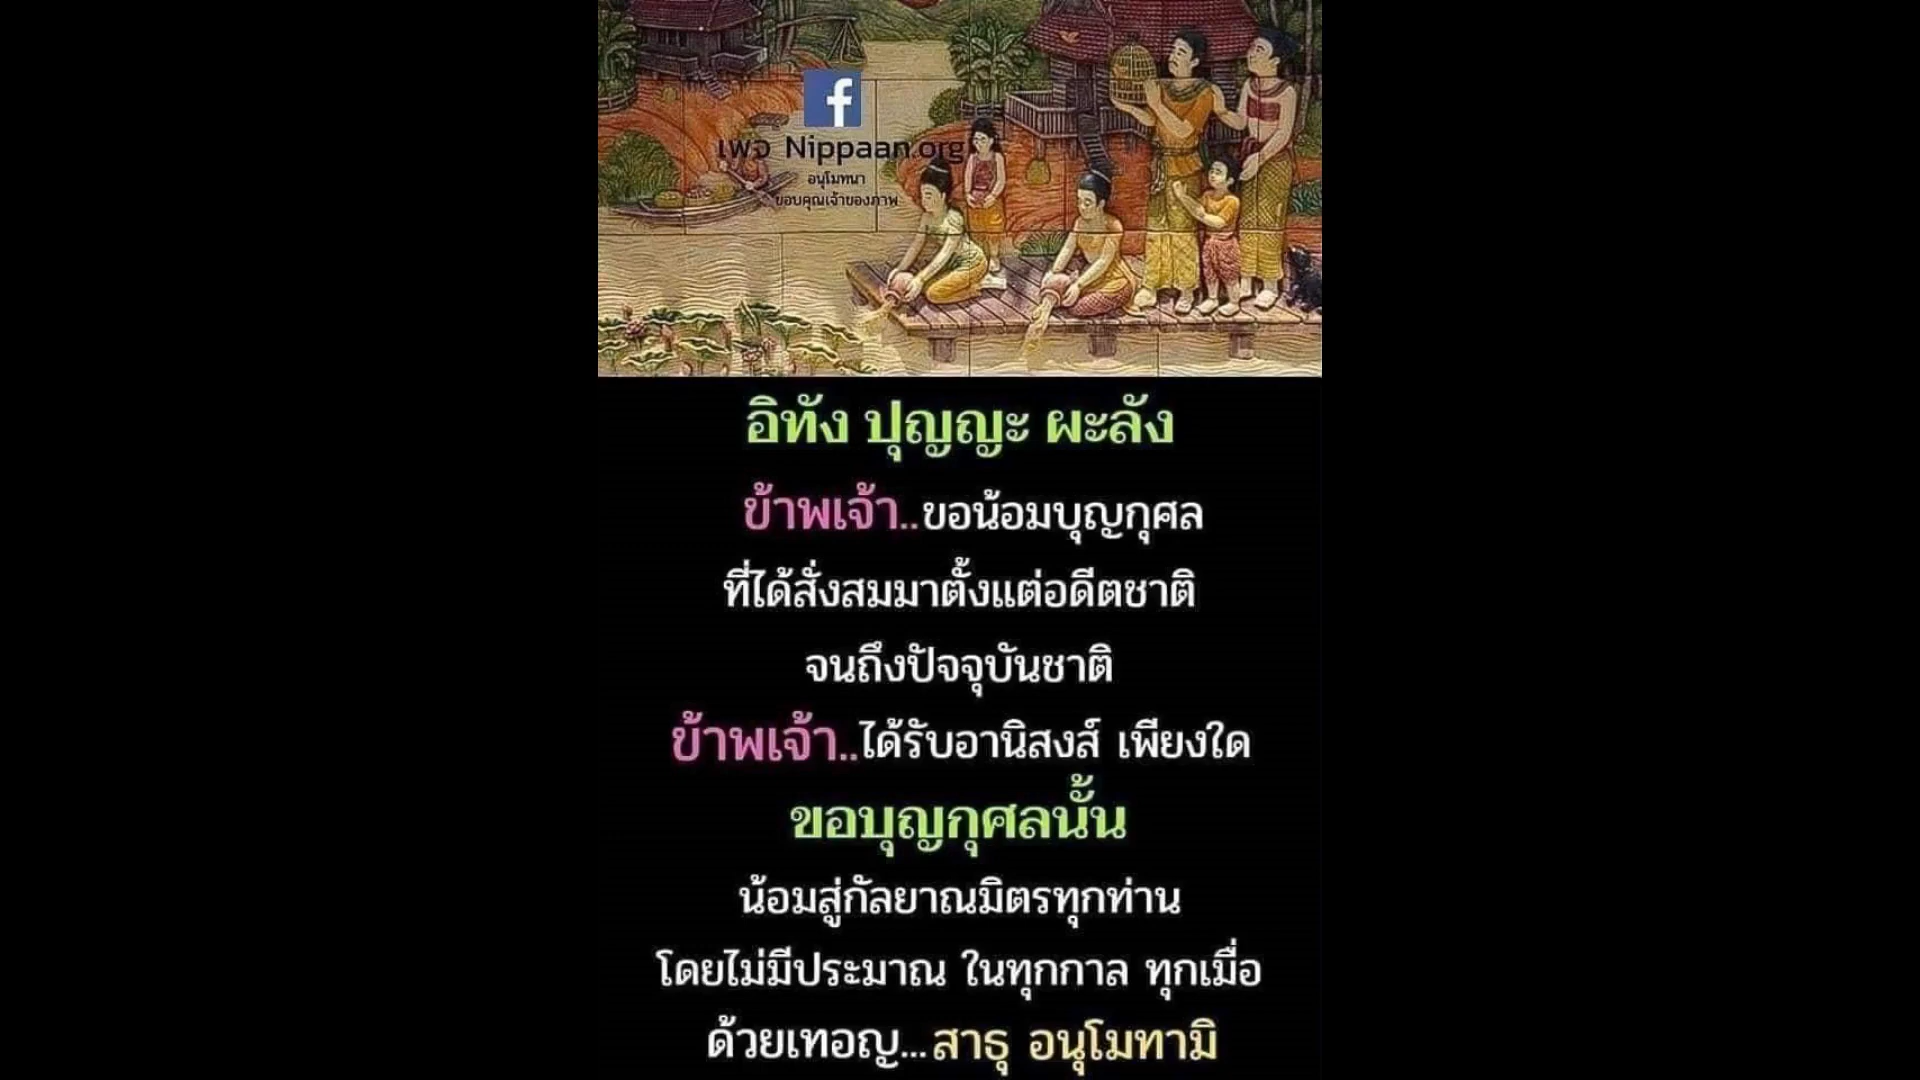 f
เพจ Nippaan.org
อนุโมทนา
ขอบคุณเจ้าของภาพ
อิทัง ปุญญะ ผะลัง
ข้าพเจ้า..ขอน้อมบุญกุศล
ที่ได้สั่งสมมาตั้งแต่อดีตชาติ
จนถึงปัจจุบันชาติ
ข้าพเจ้า..ได้รับอานิสงส์ เพียงใด
ขอบุญกุศลนั้น
น้อมสู่กัลยาณมิตรทุกท่าน
โดยไม่มีประมาณ ในทุกกาล ทุกเมื่อ
ด้วยเทอญ...สาธุ อนุโมทามิ